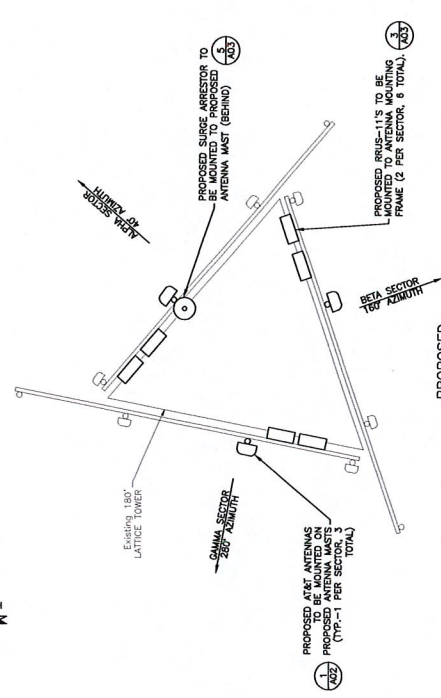 PROPOSED SURGE ARRESTOR TO
BE MOUNTED TO PROPOSED
ANTENNA MAST (BEHIND)
5
A03
3
A03
PROPOSED RRUS-11'S TO BE
MOUNTED TO ANTENNA MOUNTING
FRAME (2 PER SECTOR, 6 TOTAL).
ALPHA SECTOR
40° AZIMUTH
BETA SECTOR
160° AZIMUTH
GAMMA SECTOR
280° AZIMUTH
Existing 180'
LATTICE TOWER
PROPOSED AT&T ANTENNAS
TO BE MOUNTED ON
PROPOSED ANTENNA MASTS
(TYP.-1 PER SECTOR, 3
TOTAL)
1
A02
PROPOSED